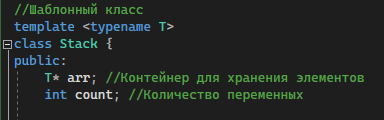 //Шаблонный класс
template <typename T>
class Stack {
public:
T* arr; //Контейнер для хранения элементов
int count; //Количество переменных